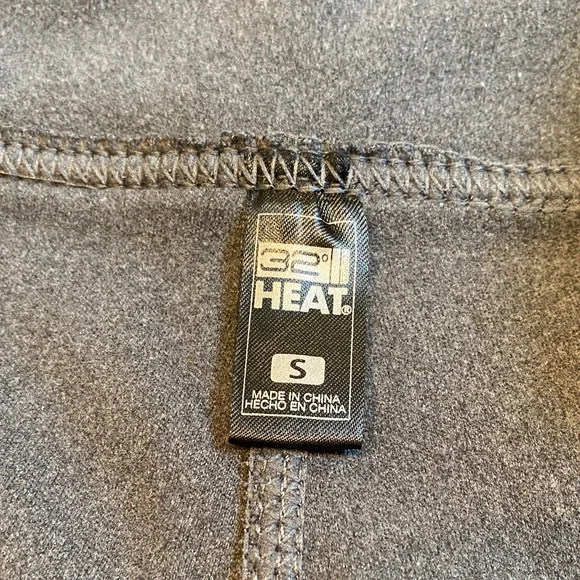 32°
HEAT®
S
MADE IN CHINA
HECHO EN CHINA